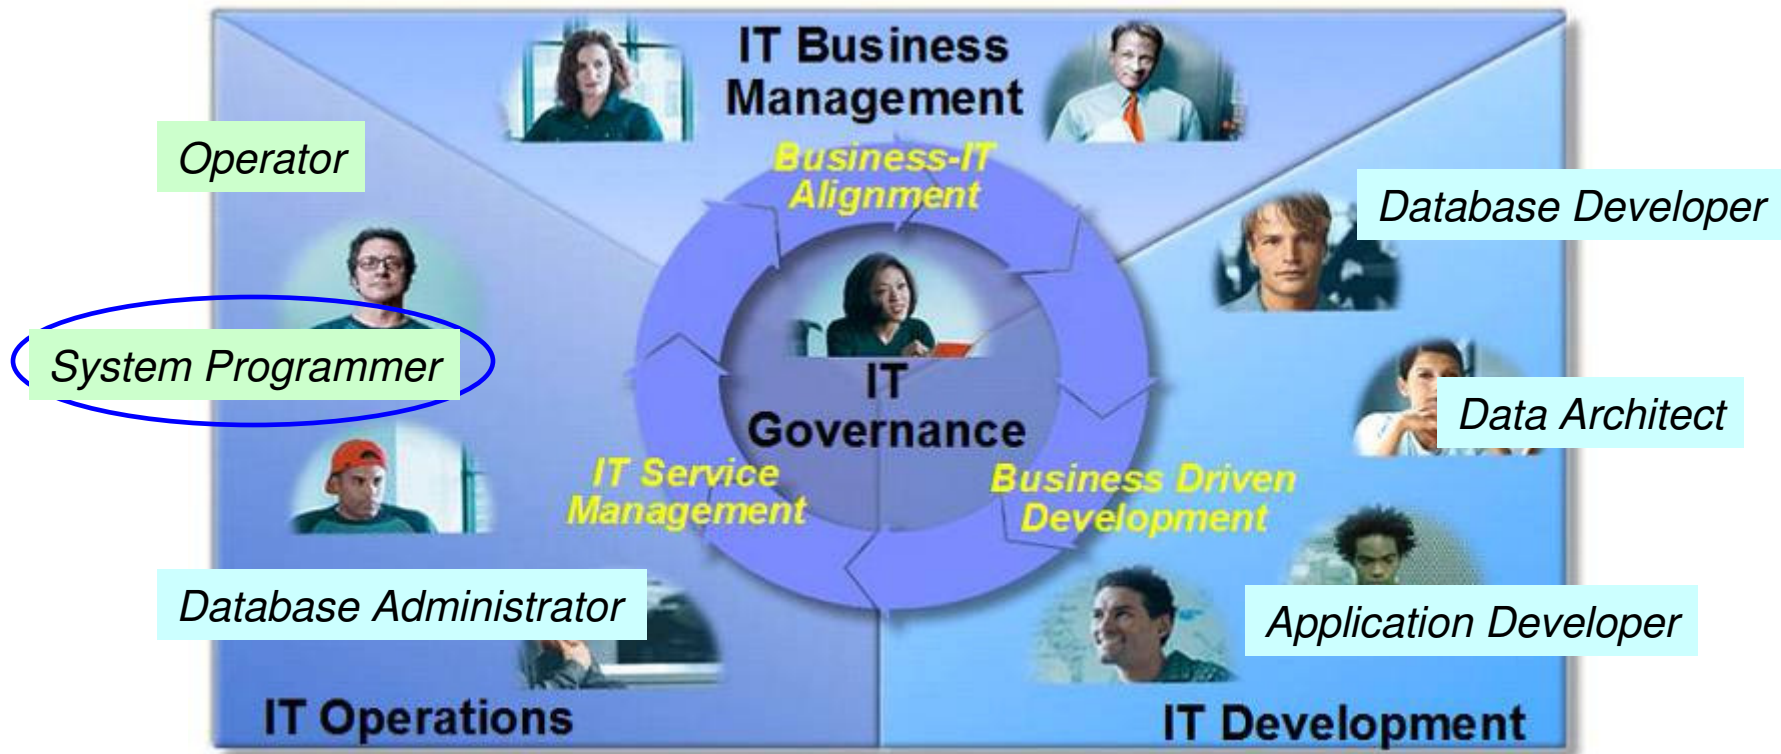 IT Business
Management
Business-IT
Alignment
Operator
Database Developer
System Programmer
IT
Governance
Data Architect
IT Service
Management
Business Driven
Development
Database Administrator
Application Developer
IT Operations
IT Development